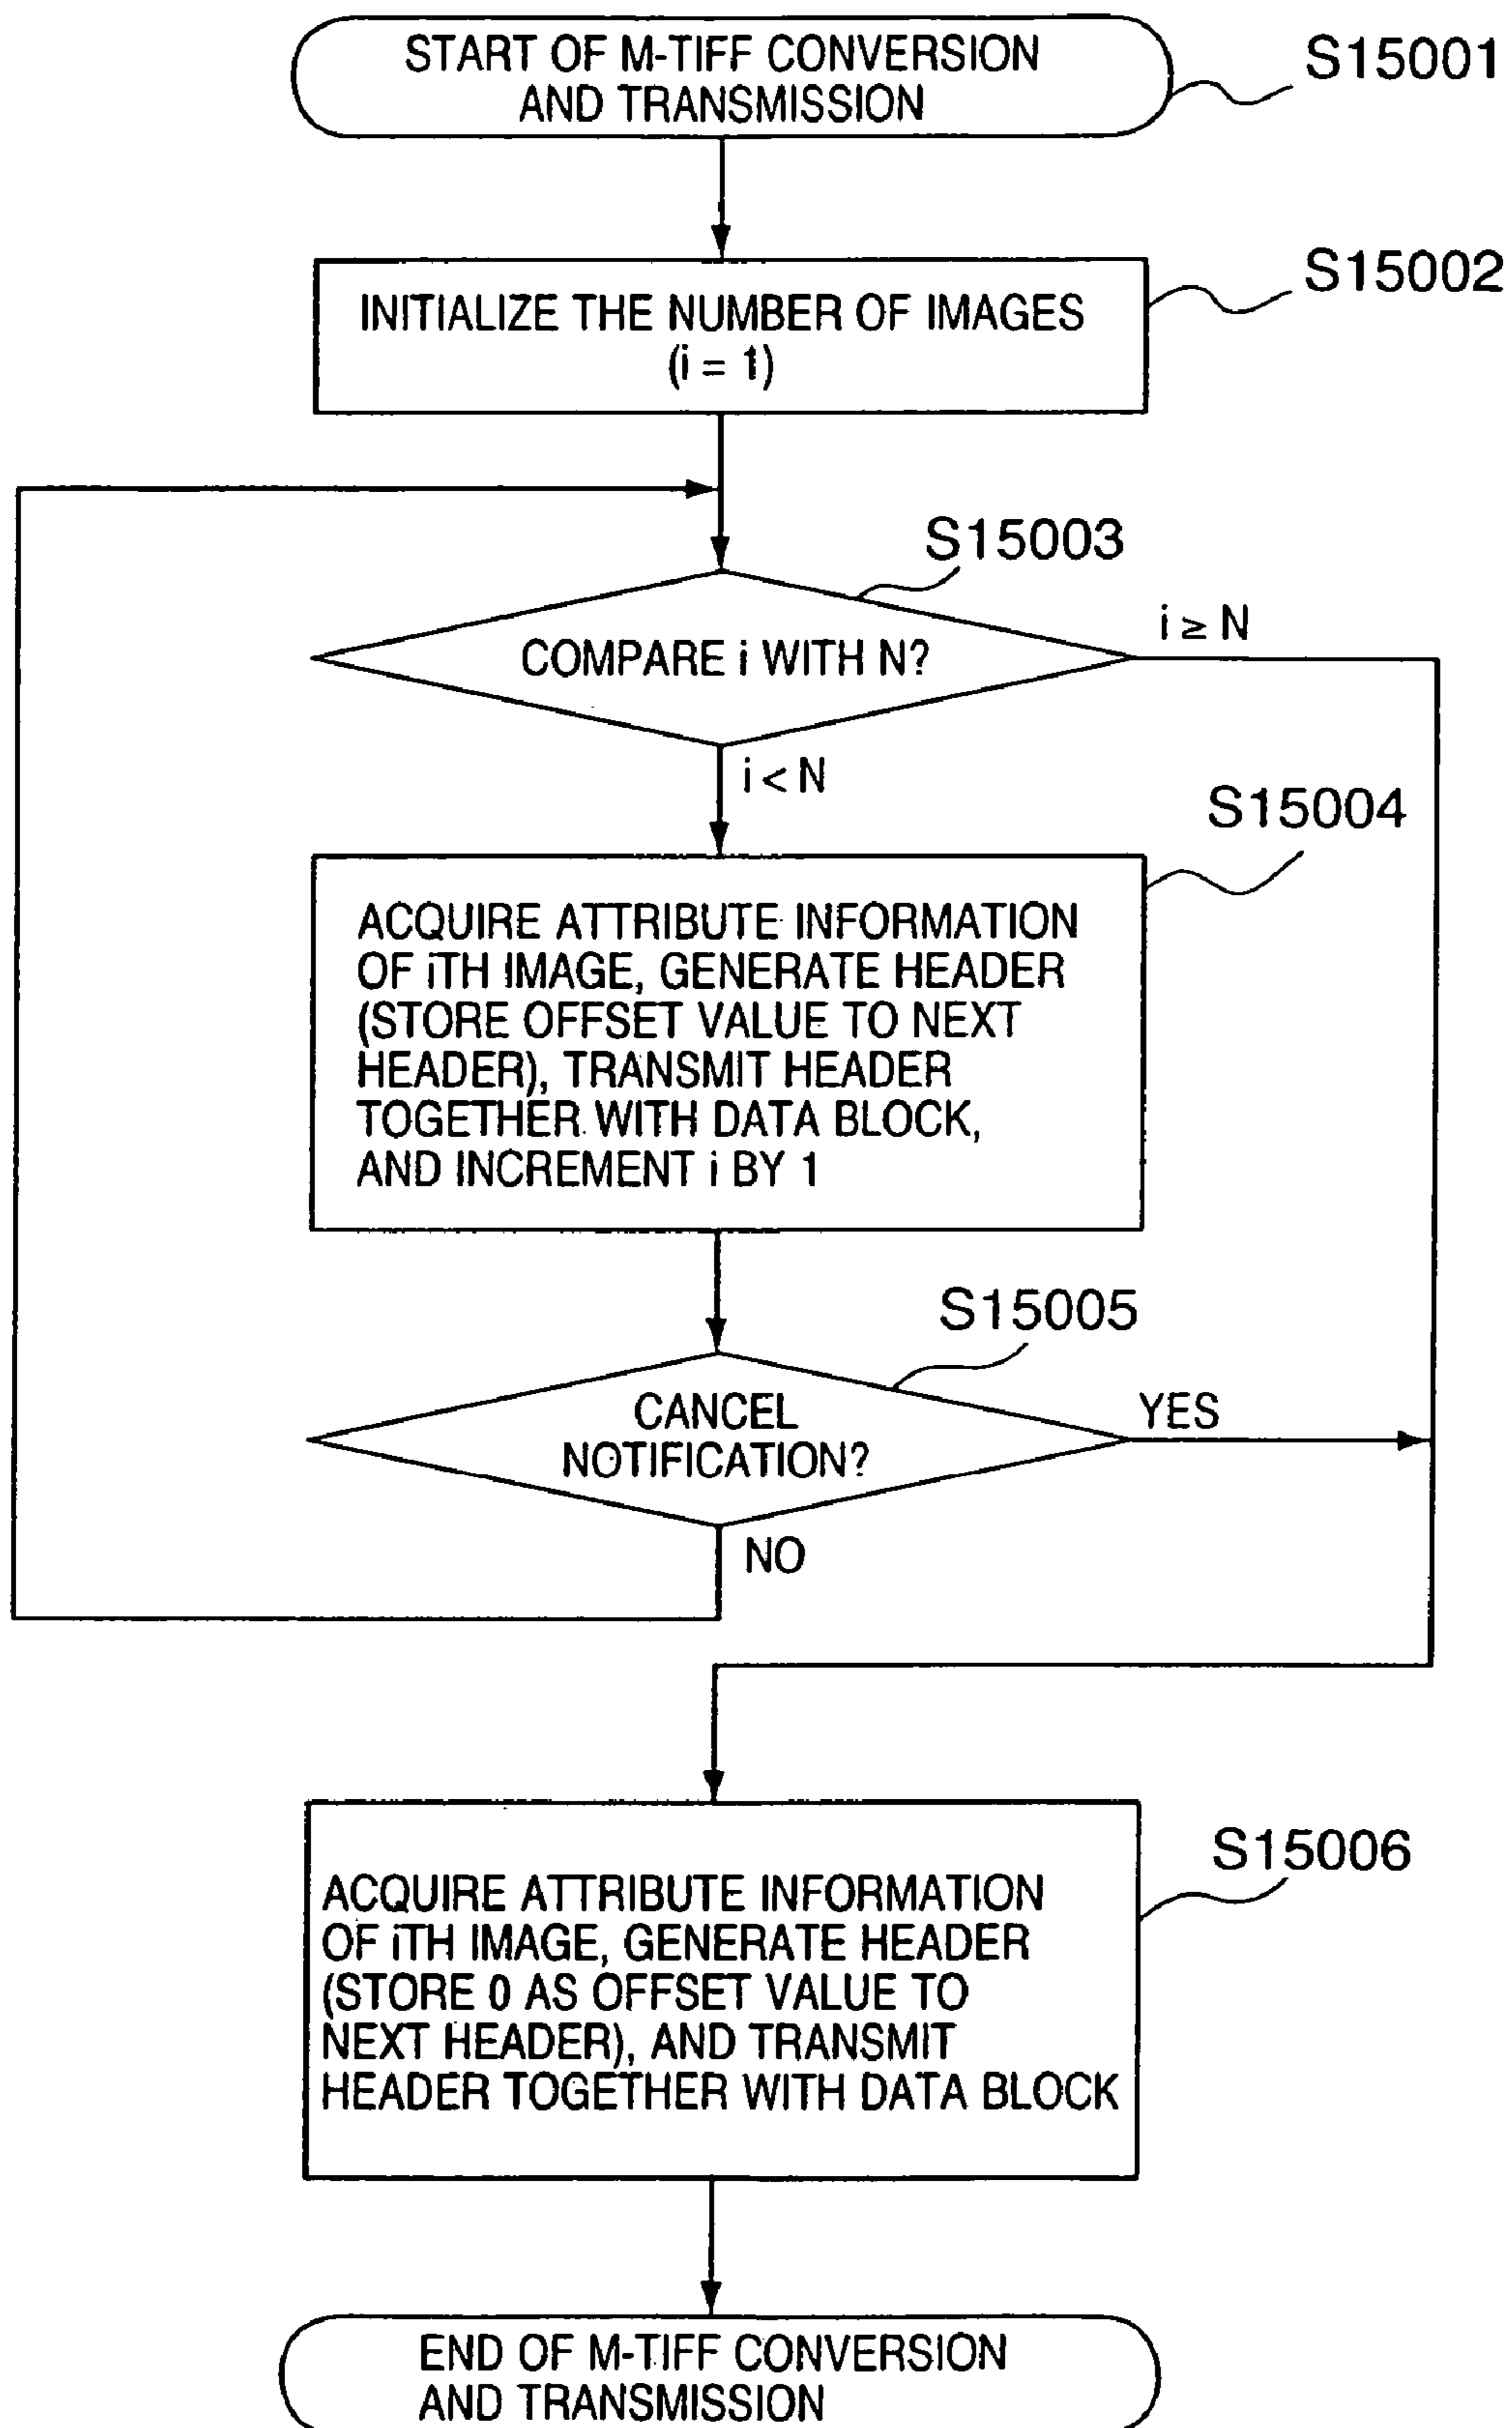 START OF M-TIFF CONVERSION
AND TRANSMISSION
S15001
INITIALIZE THE NUMBER OF IMAGES
(i = 1)
S15002
S15003
COMPARE i WITH N?
i ≥ N
i < N
S15004
ACQUIRE ATTRIBUTE INFORMATION
OF iTH IMAGE, GENERATE HEADER
(STORE OFFSET VALUE TO NEXT
HEADER), TRANSMIT HEADER
TOGETHER WITH DATA BLOCK,
AND INCREMENT i BY 1
S15005
CANCEL
NOTIFICATION?
YES
NO
S15006
ACQUIRE ATTRIBUTE INFORMATION
OF iTH IMAGE, GENERATE HEADER
(STORE 0 AS OFFSET VALUE TO
NEXT HEADER), AND TRANSMIT
HEADER TOGETHER WITH DATA BLOCK
END OF M-TIFF CONVERSION
AND TRANSMISSION